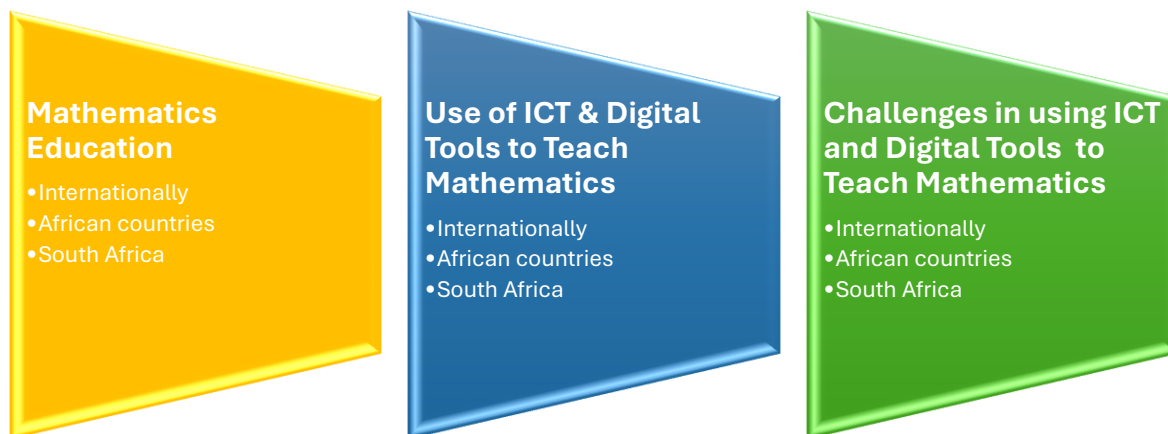 Mathematics
Education
•Internationally
•African countries
•South Africa
Use of ICT & Digital
Tools to Teach
Mathematics
•Internationally
•African countries
•South Africa
Challenges in using ICT
and Digital Tools to
Teach Mathematics
•Internationally
•African countries
•South Africa